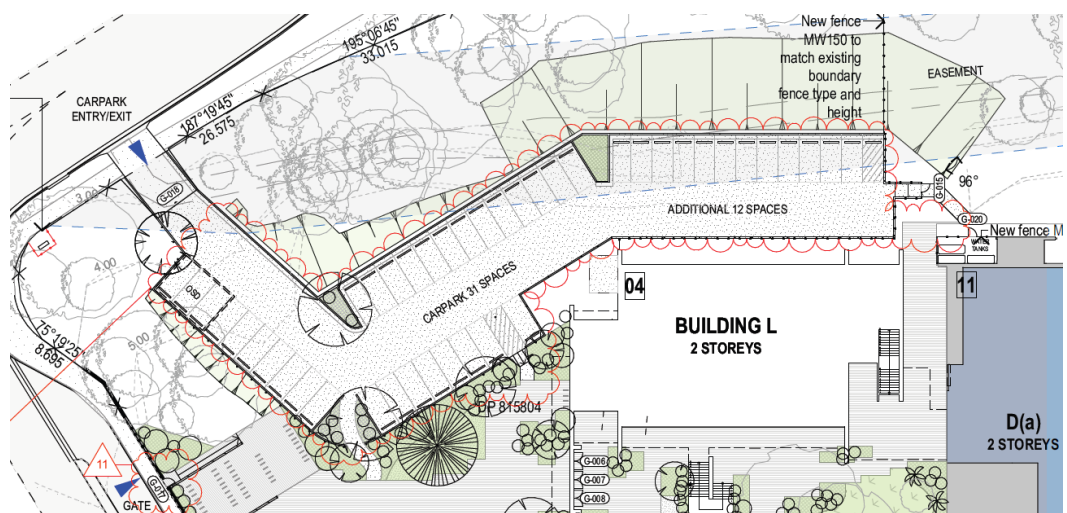 New fence
MW150 to
match existing
boundary
fence type and
height
EASEMENT
195°06'45"
33.015
187°19'45"
26.575
CARPARK
ENTRY/EXIT
G-018
3.00
4.00
5.00
OSD
75°19'25"
8.695
CARPARK 31 SPACES
ADDITIONAL 12 SPACES
G-015
96°
G-020
New fence M
WATER
TANKS
04
11
BUILDING L
2 STOREYS
DP 815804
D(a)
2 STOREYS
11
G-017
GATE
G-006
G-007
G-008